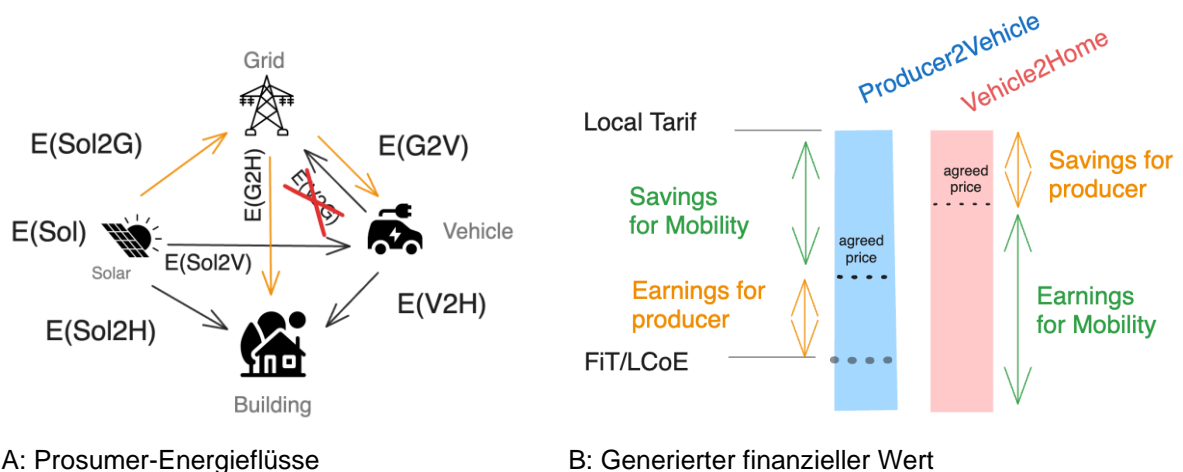 Grid
E(Sol2G)
E(G2V)
E(G2H)
E(V2G)
E(Sol)
Solar
E(Sol2V)
Vehicle
E(Sol2H)
E(V2H)
Building
A: Prosumer-Energieflüsse
Producer2Vehicle
Vehicle2Home
Local Tarif
Savings
for Mobility
agreed
price
Earnings for
producer
FiT/LCoE
agreed
price
Savings for
producer
Earnings
for Mobility
B: Generierter finanzieller Wert